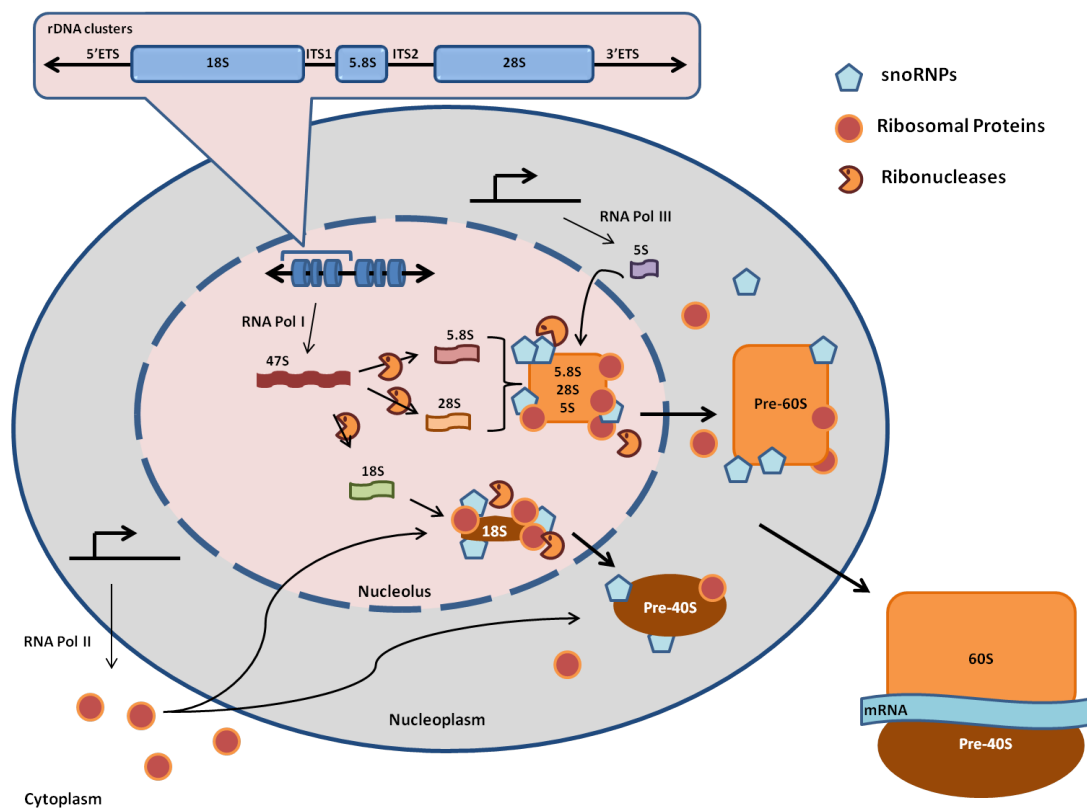 rDNA clusters
5’ETS
18S
ITS1
5.8S
ITS2
28S
3’ETS
snoRNPs
Ribosomal Proteins
Ribonucleases
RNA Pol III
5S
RNA Pol I
47S
5.8S
28S
18S
5.8S
28S
5S
Pre-60S
18S
Nucleolus
Pre-40S
RNA Pol II
Nucleoplasm
60S
mRNA
Pre-40S
Cytoplasm